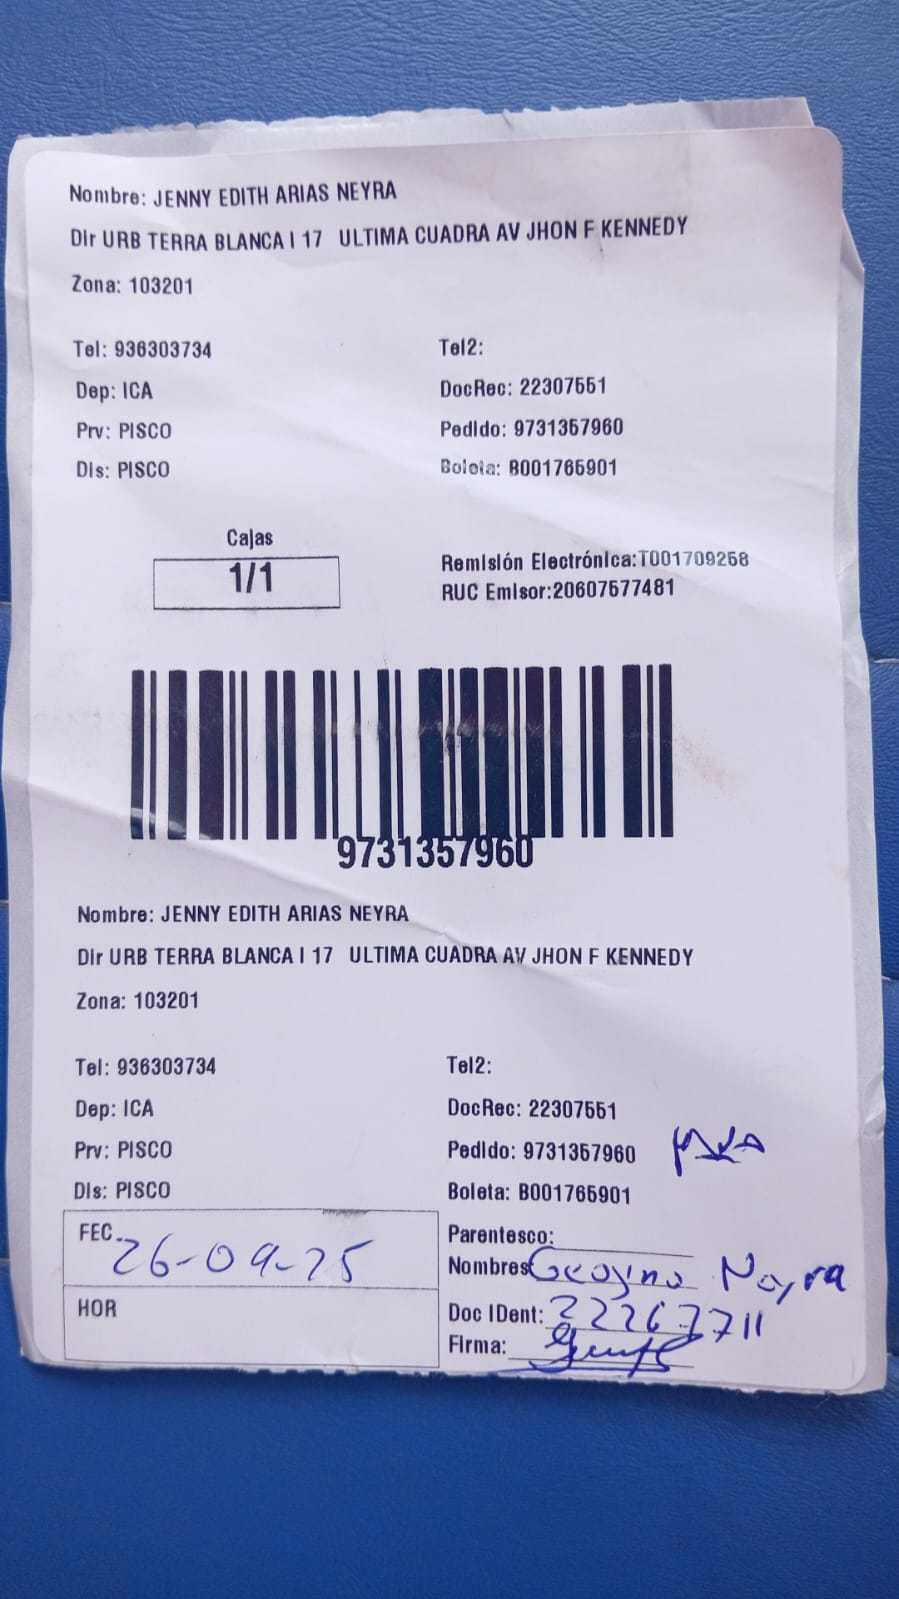 Nombre: JENNY EDITH ARIAS NEYRA
Dir URB TERRA BLANCA I 17 ULTIMA CUADRA AV JHON F KENNEDY
Zona: 103201
Tel: 936303734 Tel2:
Dep: ICA DocRec: 22307551
Prv: PISCO Pedido: 9731357960
Dis: PISCO Boleta: B001765901
Cajas
1/1
Remisión Electrónica:T001709258
RUC Emisor:20607577481
9731357960
Nombre: JENNY EDITH ARIAS NEYRA
Dir URB TERRA BLANCA I 17 ULTIMA CUADRA AV JHON F KENNEDY
Zona: 103201
Tel: 936303734 Tel2:
Dep: ICA DocRec: 22307551
Prv: PISCO Pedido: 9731357960
Dis: PISCO Boleta: B001765901
FEC. 26-09-25 Parentesco:
Nombres
HOR Doc IDent: 22267711
Firma: